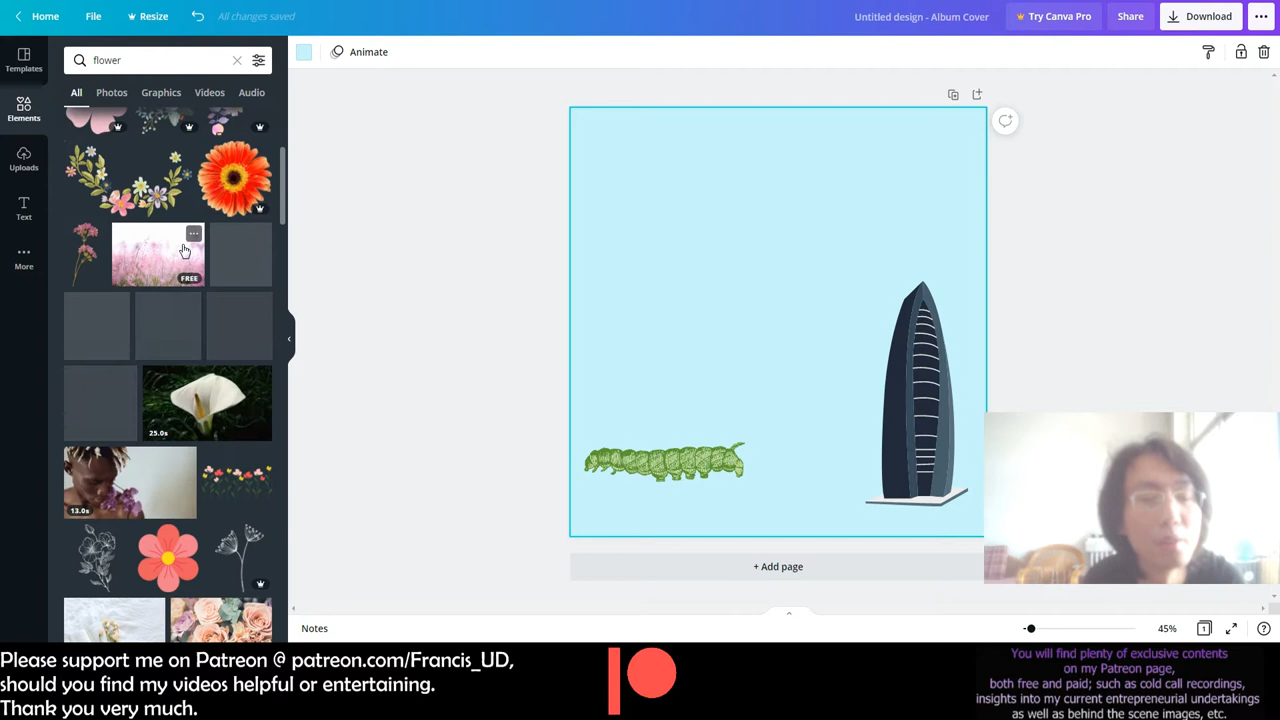 Home
File
Resize
All changes saved
Untitled design - Album Cover
Try Canva Pro
Share
Download
Templates
Elements
Uploads
Text
More
flower
All
Photos
Graphics
Videos
Audio
FREE
25.0s
13.0s
Animate
+ Add page
Notes
45%
1
Please support me on Patreon @ patreon.com/Francis_UD,
should you find my videos helpful or entertaining.
Thank you very much.
You will find plenty of exclusive contents
on my Patreon page,
both free and paid; such as cold call recordings,
insights into my current entrepreneurial undertakings
as well as behind the scene images, etc.